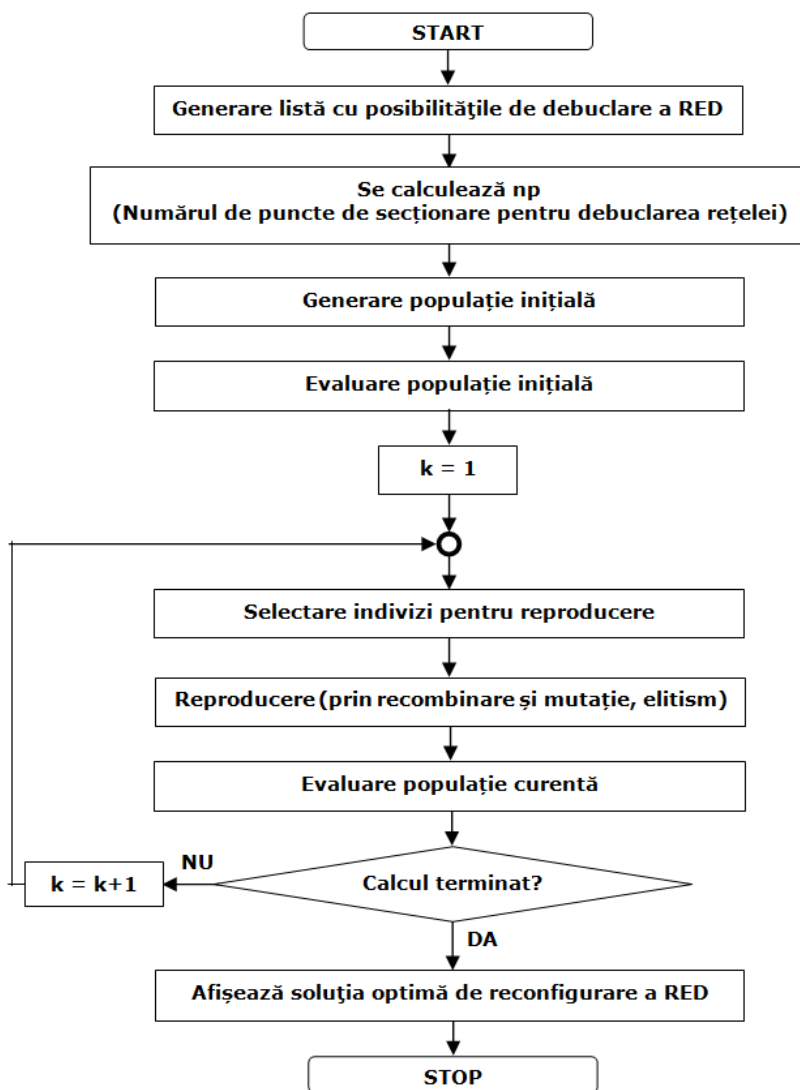 START
Generare listă cu posibilităţile de debuclare a RED
Se calculează np
(Numărul de puncte de secționare pentru debuclarea rețelei)
Generare populație inițială
Evaluare populație inițială
k = 1
Selectare indivizi pentru reproducere
Reproducere (prin recombinare și mutație, elitism)
Evaluare populație curentă
NU
Calcul terminat?
k = k+1
DA
Afișează soluţia optimă de reconfigurare a RED
STOP